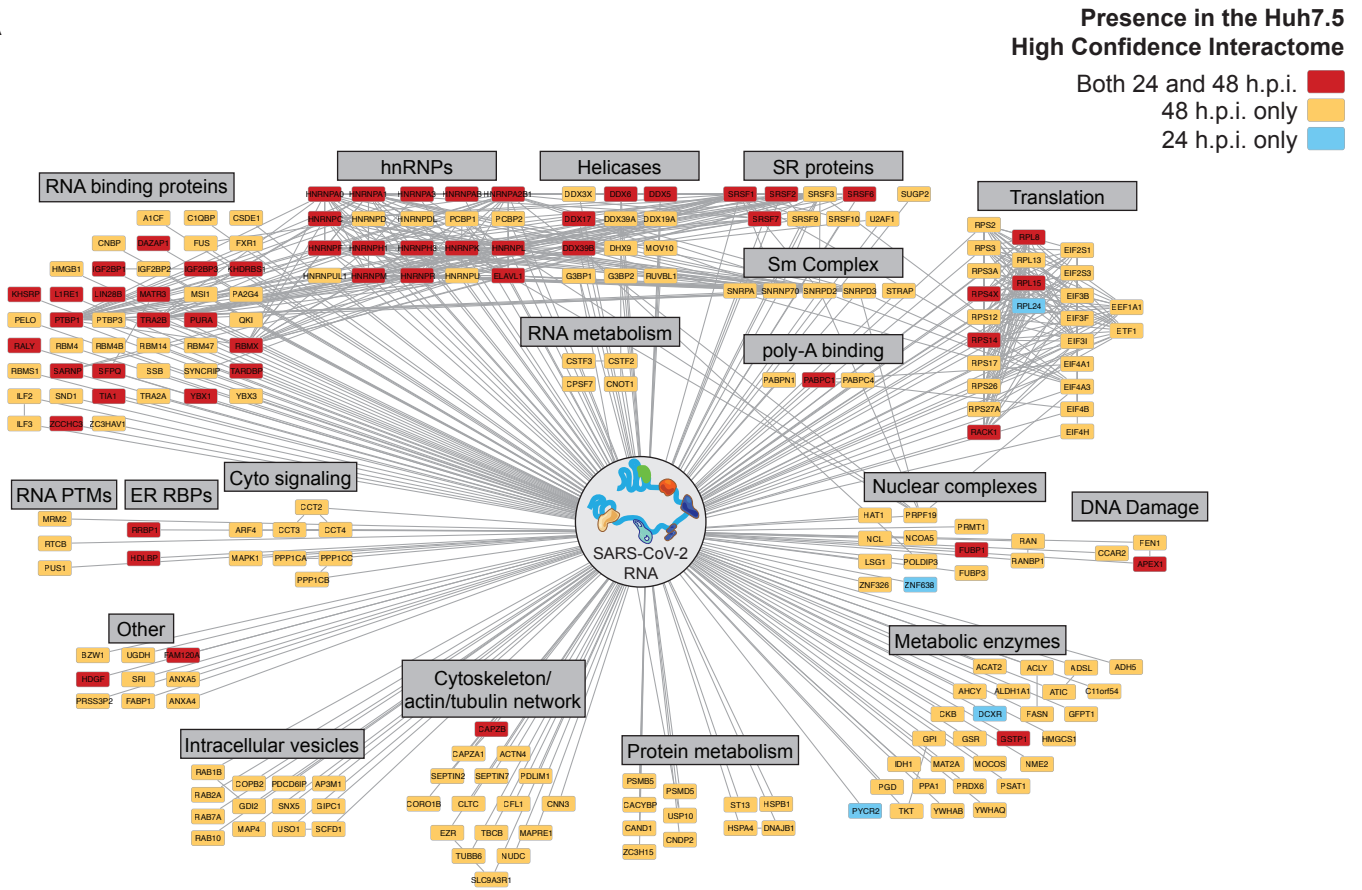 Presence in the Huh7.5
High Confidence Interactome
Both 24 and 48 h.p.i.
48 h.p.i. only
24 h.p.i. only
RNA binding proteins
A1CF C1QBP CSDE1
CNBP DAZAP1 FUS FXR1
HMGB1 IGF2BP1 IGF2BP2 IGF2BP3 KHDRBS1
KHSRP L1RE1 LIN28B MATR3 MSI1 PA2G4
PELO PTBP1 PTBP3 TRA2B PURA QKI
RALY RBM4 RBM4B RBM14 RBM47 RBMX
RBMS1 SARNP SFPQ SSB SYNCRIP TARDBP
ILF2 SND1 TIA1 TRA2A YBX1 YBX3
ILF3 ZCCHC3 ZC3HAV1
hnRNPs
HNRNPA0 HNRNPA1 HNRNPA3 HNRNPAB HNRNPA2B1
HNRNPC HNRNPD HNRNPDL PCBP1 PCBP2
HNRNPF HNRNPH1 HNRNPH3 HNRNPK HNRNPL
HNRNPUL1 HNRNPM HNRNPR HNRNPU ELAVL1
Helicases
DDX3X DDX6 DDX5
DDX17 DDX39A DDX19A
DDX39B DHX9 MOV10
G3BP1 G3BP2 RUVBL1
SR proteins
SRSF1 SRSF2 SRSF3 SRSF6 SUGP2
SRSF7 SRSF9 SRSF10 U2AF1
Sm Complex
SNRPA SNRNP70 SNRPD2 SNRPD3 STRAP
RNA metabolism
CSTF3 CSTF2
CPSF7 CNOT1
poly-A binding
PABPN1 PABPC1 PABPC4
Translation
RPS2
RPS3
RPS3A
RPS4X
RPS12
RPS14
RPS17
RPS26
RPS27A
RACK1
RPL8
RPL13
RPL15
RPL24
EIF2S1
EIF2S3
EIF3B
EIF3F
EIF3I
EIF4A1
EIF4A3
EIF4B
EIF4H
EEF1A1
ETF1
RNA PTMs
MRM2
RTCB
PUS1
ER RBPs
RRBP1
HDLBP
Cyto signaling
CCT2
ARF4 CCT3 CCT4
MAPK1 PPP1CA PPP1CC
PPP1CB
SARS-CoV-2
RNA
Nuclear complexes
HAT1 PRPF19
NCL NCOA5 PRMT1
LSG1 POLDIP3 FUBP1 RAN
ZNF326 ZNF638 FUBP3 RANBP1
DNA Damage
FEN1
CCAR2 APEX1
Other
BZW1 UGDH FAM120A
HDGF SRI ANXA5
PRSS3P2 FABP1 ANXA4
Intracellular vesicles
RAB1B
RAB2A
RAB7A
RAB10
COPB2 PDCD6IP AP3M1
GDI2 SNX5 GIPC1
MAP4 USO1 SCFD1
Cytoskeleton/
actin/tubulin network
CAPZB
CAPZA1 ACTN4
SEPTIN2 SEPTIN7 PDLIM1
CORO1B CLTC CFL1 CNN3
EZR TBCB MAPRE1
TUBB6 NUDC
SLC9A3R1
Protein metabolism
PSMB5
CACYBP
CAND1
ZC3H15
PSMD5
USP10
CNDP2
ST13 HSPB1
HSPA4 DNAJB1
Metabolic enzymes
ACAT2 ACLY ADSL ADH5
AHCY ALDH1A1 ATIC C11orf54
CKB DCXR FASN GFPT1
GPI GSR GSTP1 HMGCS1
IDH1 MAT2A MOCOS NME2
PGD PPA1 PRDX6 PSAT1
PYCR2 TKT YWHAB YWHAQ